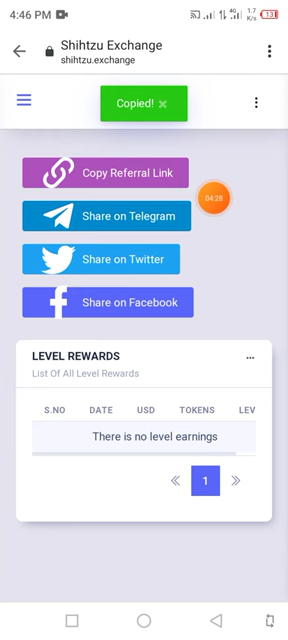 4:46 PM
1.7
K/s
4G
13
Shihtzu Exchange
shihtzu.exchange
Copied!
Copy Referral Link
04:28
Share on Telegram
Share on Twitter
Share on Facebook
LEVEL REWARDS
List Of All Level Rewards
S.NO DATE USD TOKENS LEV
There is no level earnings
1